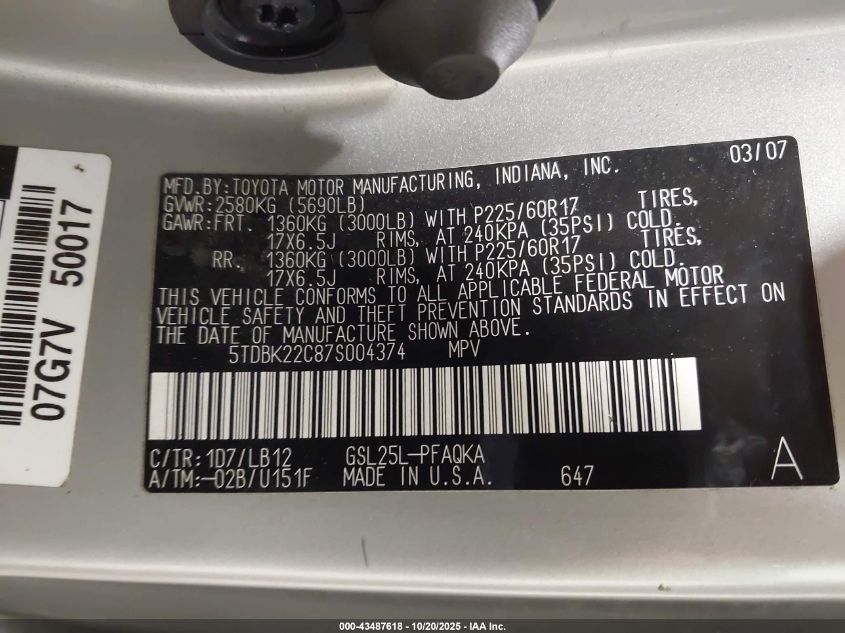 03/07
MFD.BY:TOYOTA MOTOR MANUFACTURING, INDIANA, INC.
GVWR:2580KG (5690LB)
GAWR:FRT. 1360KG (3000LB) WITH P225/60R17 TIRES,
17X6.5J RIMS, AT 240KPA (35PSI) COLD.
RR. 1360KG (3000LB) WITH P225/60R17 TIRES,
17X6.5J RIMS, AT 240KPA (35PSI) COLD.
THIS VEHICLE CONFORMS TO ALL APPLICABLE FEDERAL MOTOR
VEHICLE SAFETY AND THEFT PREVENTION STANDARDS IN EFFECT ON
THE DATE OF MANUFACTURE SHOWN ABOVE.
5TDBK22C87S004374 MPV
C/TR:1D7/LB12 GSL25L-PFAQKA
A/TM:-02B/U151F MADE IN U.S.A. 647
A
07G7V 50017
000-43487618 - 10/20/2025 - IAA Inc.